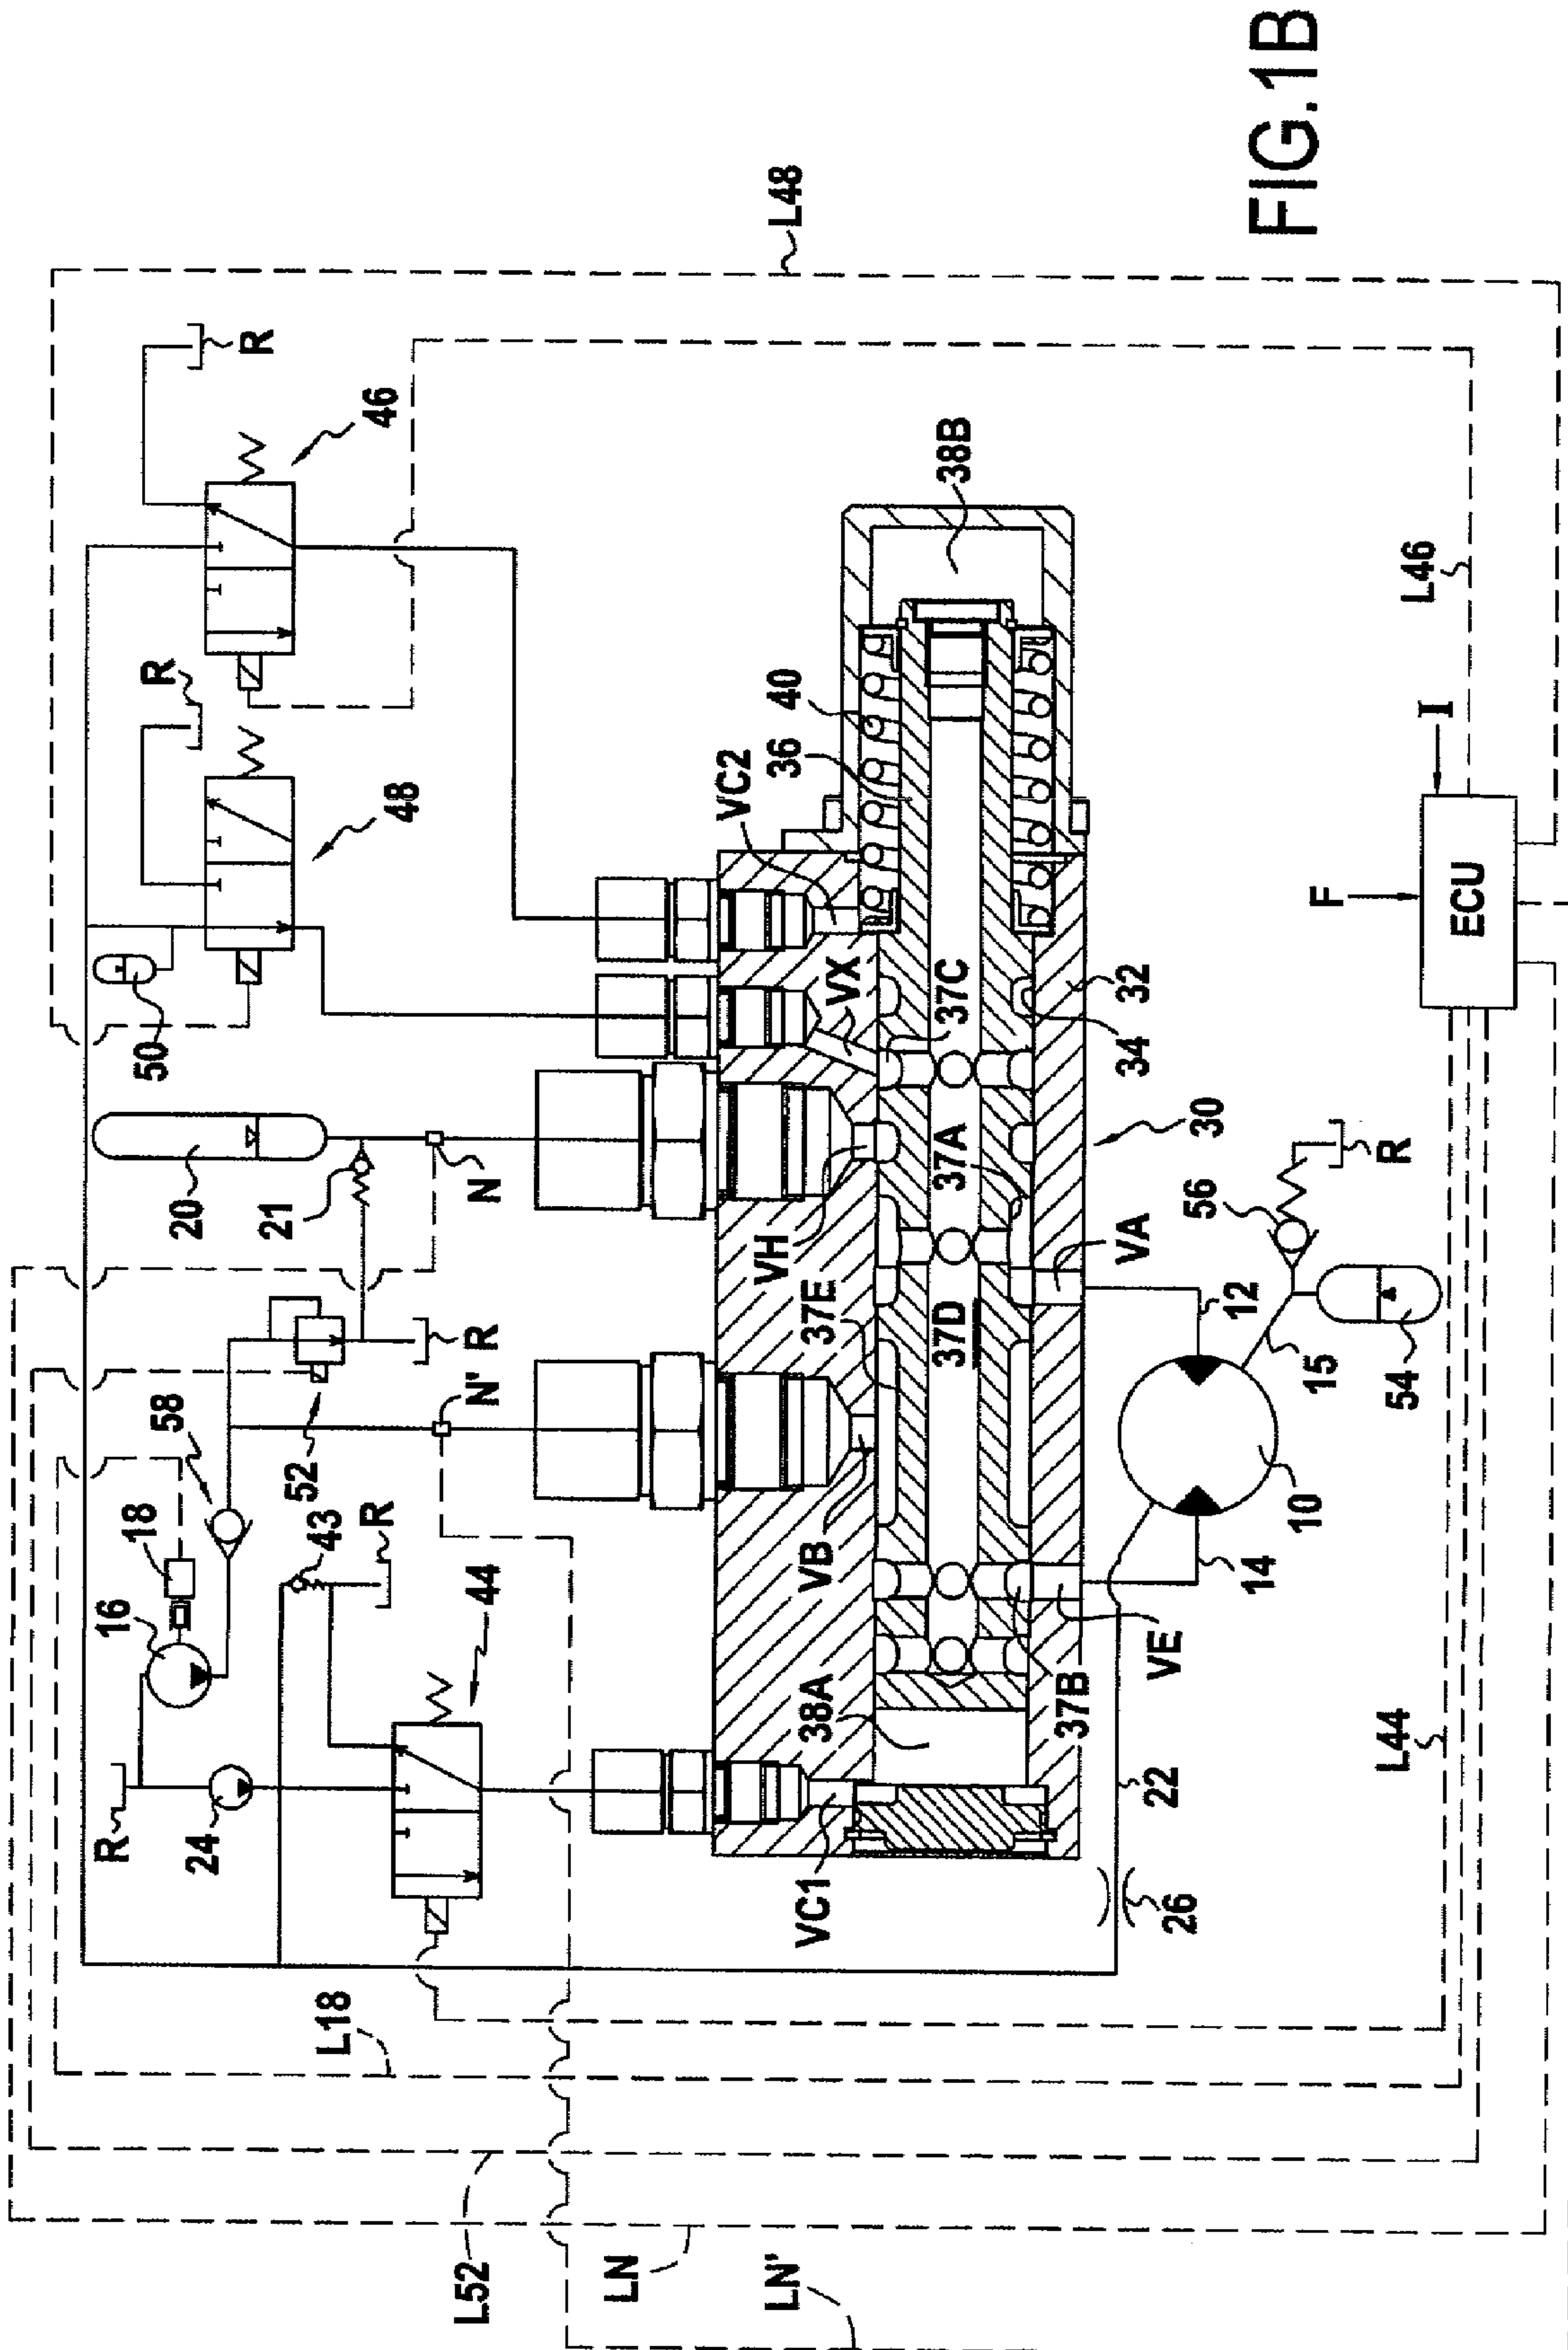 FIG.1B
L48
R
46
R
48
38B
L46
40
36
VC2
I
F
ECU
50
VX
37C
32
34
20
21
N
VH
37A
30
56
R
VA
37E
37D
12
15
54
58
52
R
N'
18
16
43
R
44
VB
10
14
VE
37B
38A
R
24
VC1
26
22
L44
L18
L52
LN
LN'